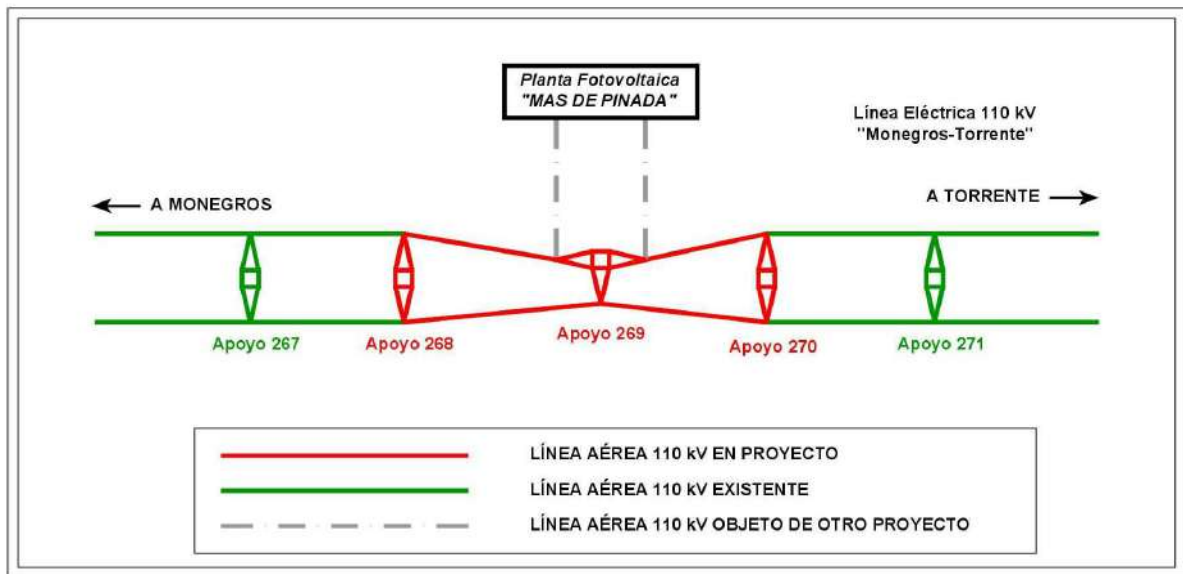 Planta Fotovoltaica
"MAS DE PINADA"
Línea Eléctrica 110 kV
"Monegros-Torrente"
A MONEGROS
A TORRENTE
Apoyo 267
Apoyo 268
Apoyo 269
Apoyo 270
Apoyo 271
LÍNEA AÉREA 110 kV EN PROYECTO
LÍNEA AÉREA 110 kV EXISTENTE
LÍNEA AÉREA 110 kV OBJETO DE OTRO PROYECTO